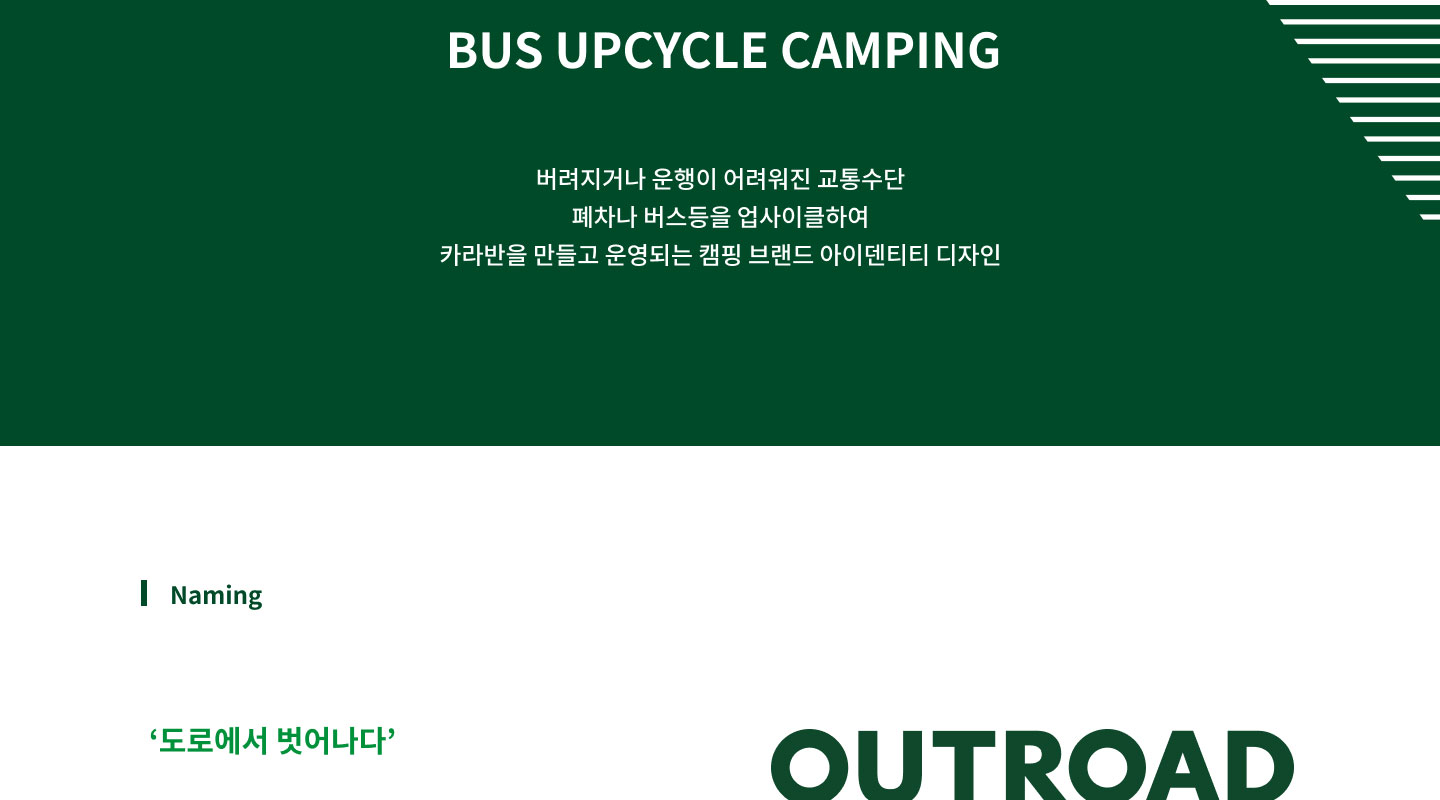 BUS UPCYCLE CAMPING
버려지거나 운행이 어려워진 교통수단
폐차나 버스등을 업사이클하여
카라반을 만들고 운영되는 캠핑 브랜드 아이덴티티 디자인
Naming
‘도로에서 벗어나다’
OUTROAD